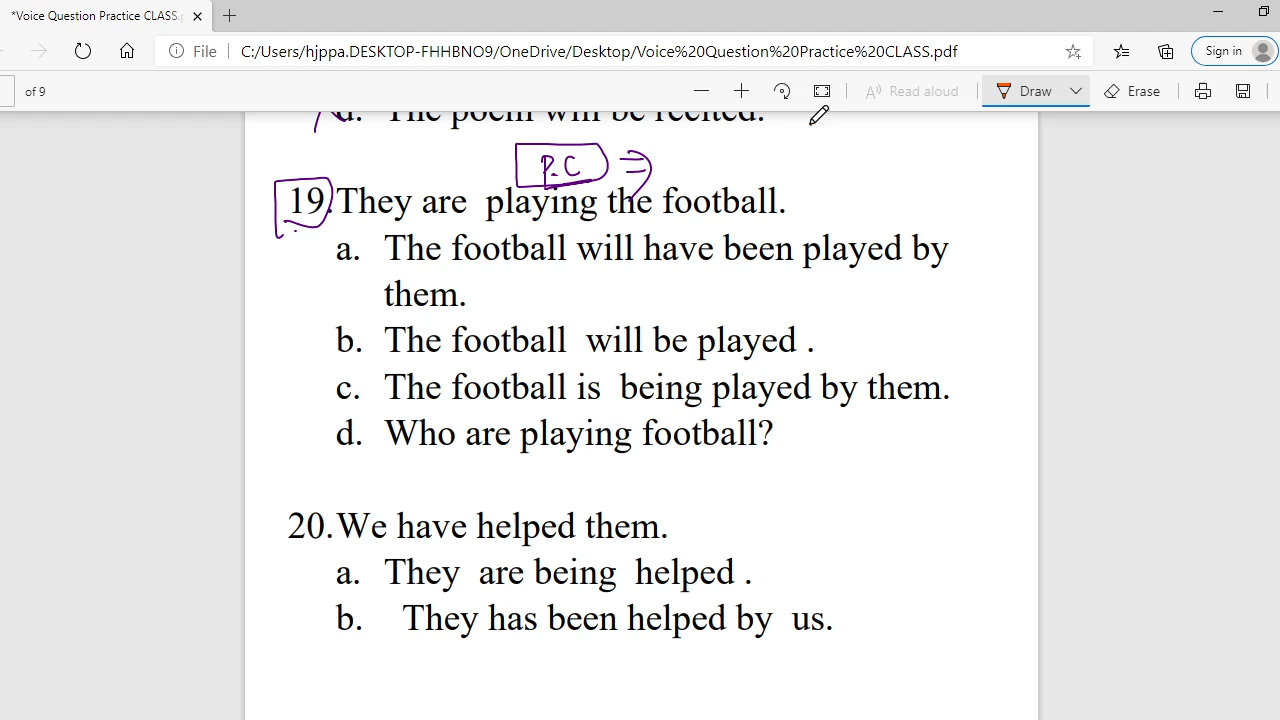 *Voice Question Practice CLASS.p
File
C:/Users/hjppa.DESKTOP-FHHBNO9/OneDrive/Desktop/Voice%20Question%20Practice%20CLASS.pdf
Sign in
of 9
Read aloud
Draw
Erase
d. The poem will be recited.
P.C
19.They are playing the football.
a. The football will have been played by
them.
b. The football will be played .
c. The football is being played by them.
d. Who are playing football?
20.We have helped them.
a. They are being helped .
b. They has been helped by us.